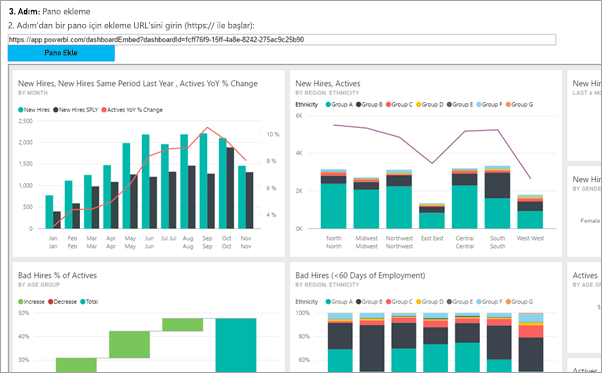 3. Adım: Pano ekleme
2. Adım'dan bir pano için ekleme URL'sini girin (https:// ile başlar):
https://app.powerbi.com/dashboardEmbed?dashboardId=fcff76f9-15ff-4a8e-8242-275ac9c25b90
Pano Ekle
New Hires, New Hires Same Period Last Year , Actives YoY % Change
BY MONTH
New Hires New Hires SPLY Actives YoY % Change
2,500
2,000
1,500
1,000
500
0
10 %
8 %
6 %
4 %
Jan Feb Mar Apr May Jun Jul Jul Aug Sep Oct Nov
Jan Feb Mar Apr May Jun Aug Sep Oct Nov
New Hires, Actives
BY REGION, ETHNICITY
Ethnicity Group A Group B Group C Group D Group E Group F Group G
6K
4K
2K
0K
North Midwest Northwest East East Central South West West
North Midwest Northwest Central South
New Hi
LAST 6 MO
New Hi
BY GENDE
Female
Bad Hires % of Actives
BY AGE GROUP
Increase Decrease Total
50%
40%
30%
Bad Hires (<60 Days of Employment)
BY REGION, ETHNICITY
Ethnicity Group A Group B Group C Group D Group E Group F Group G
100%
80%
60%
Actives
BY AGE GR
Actives